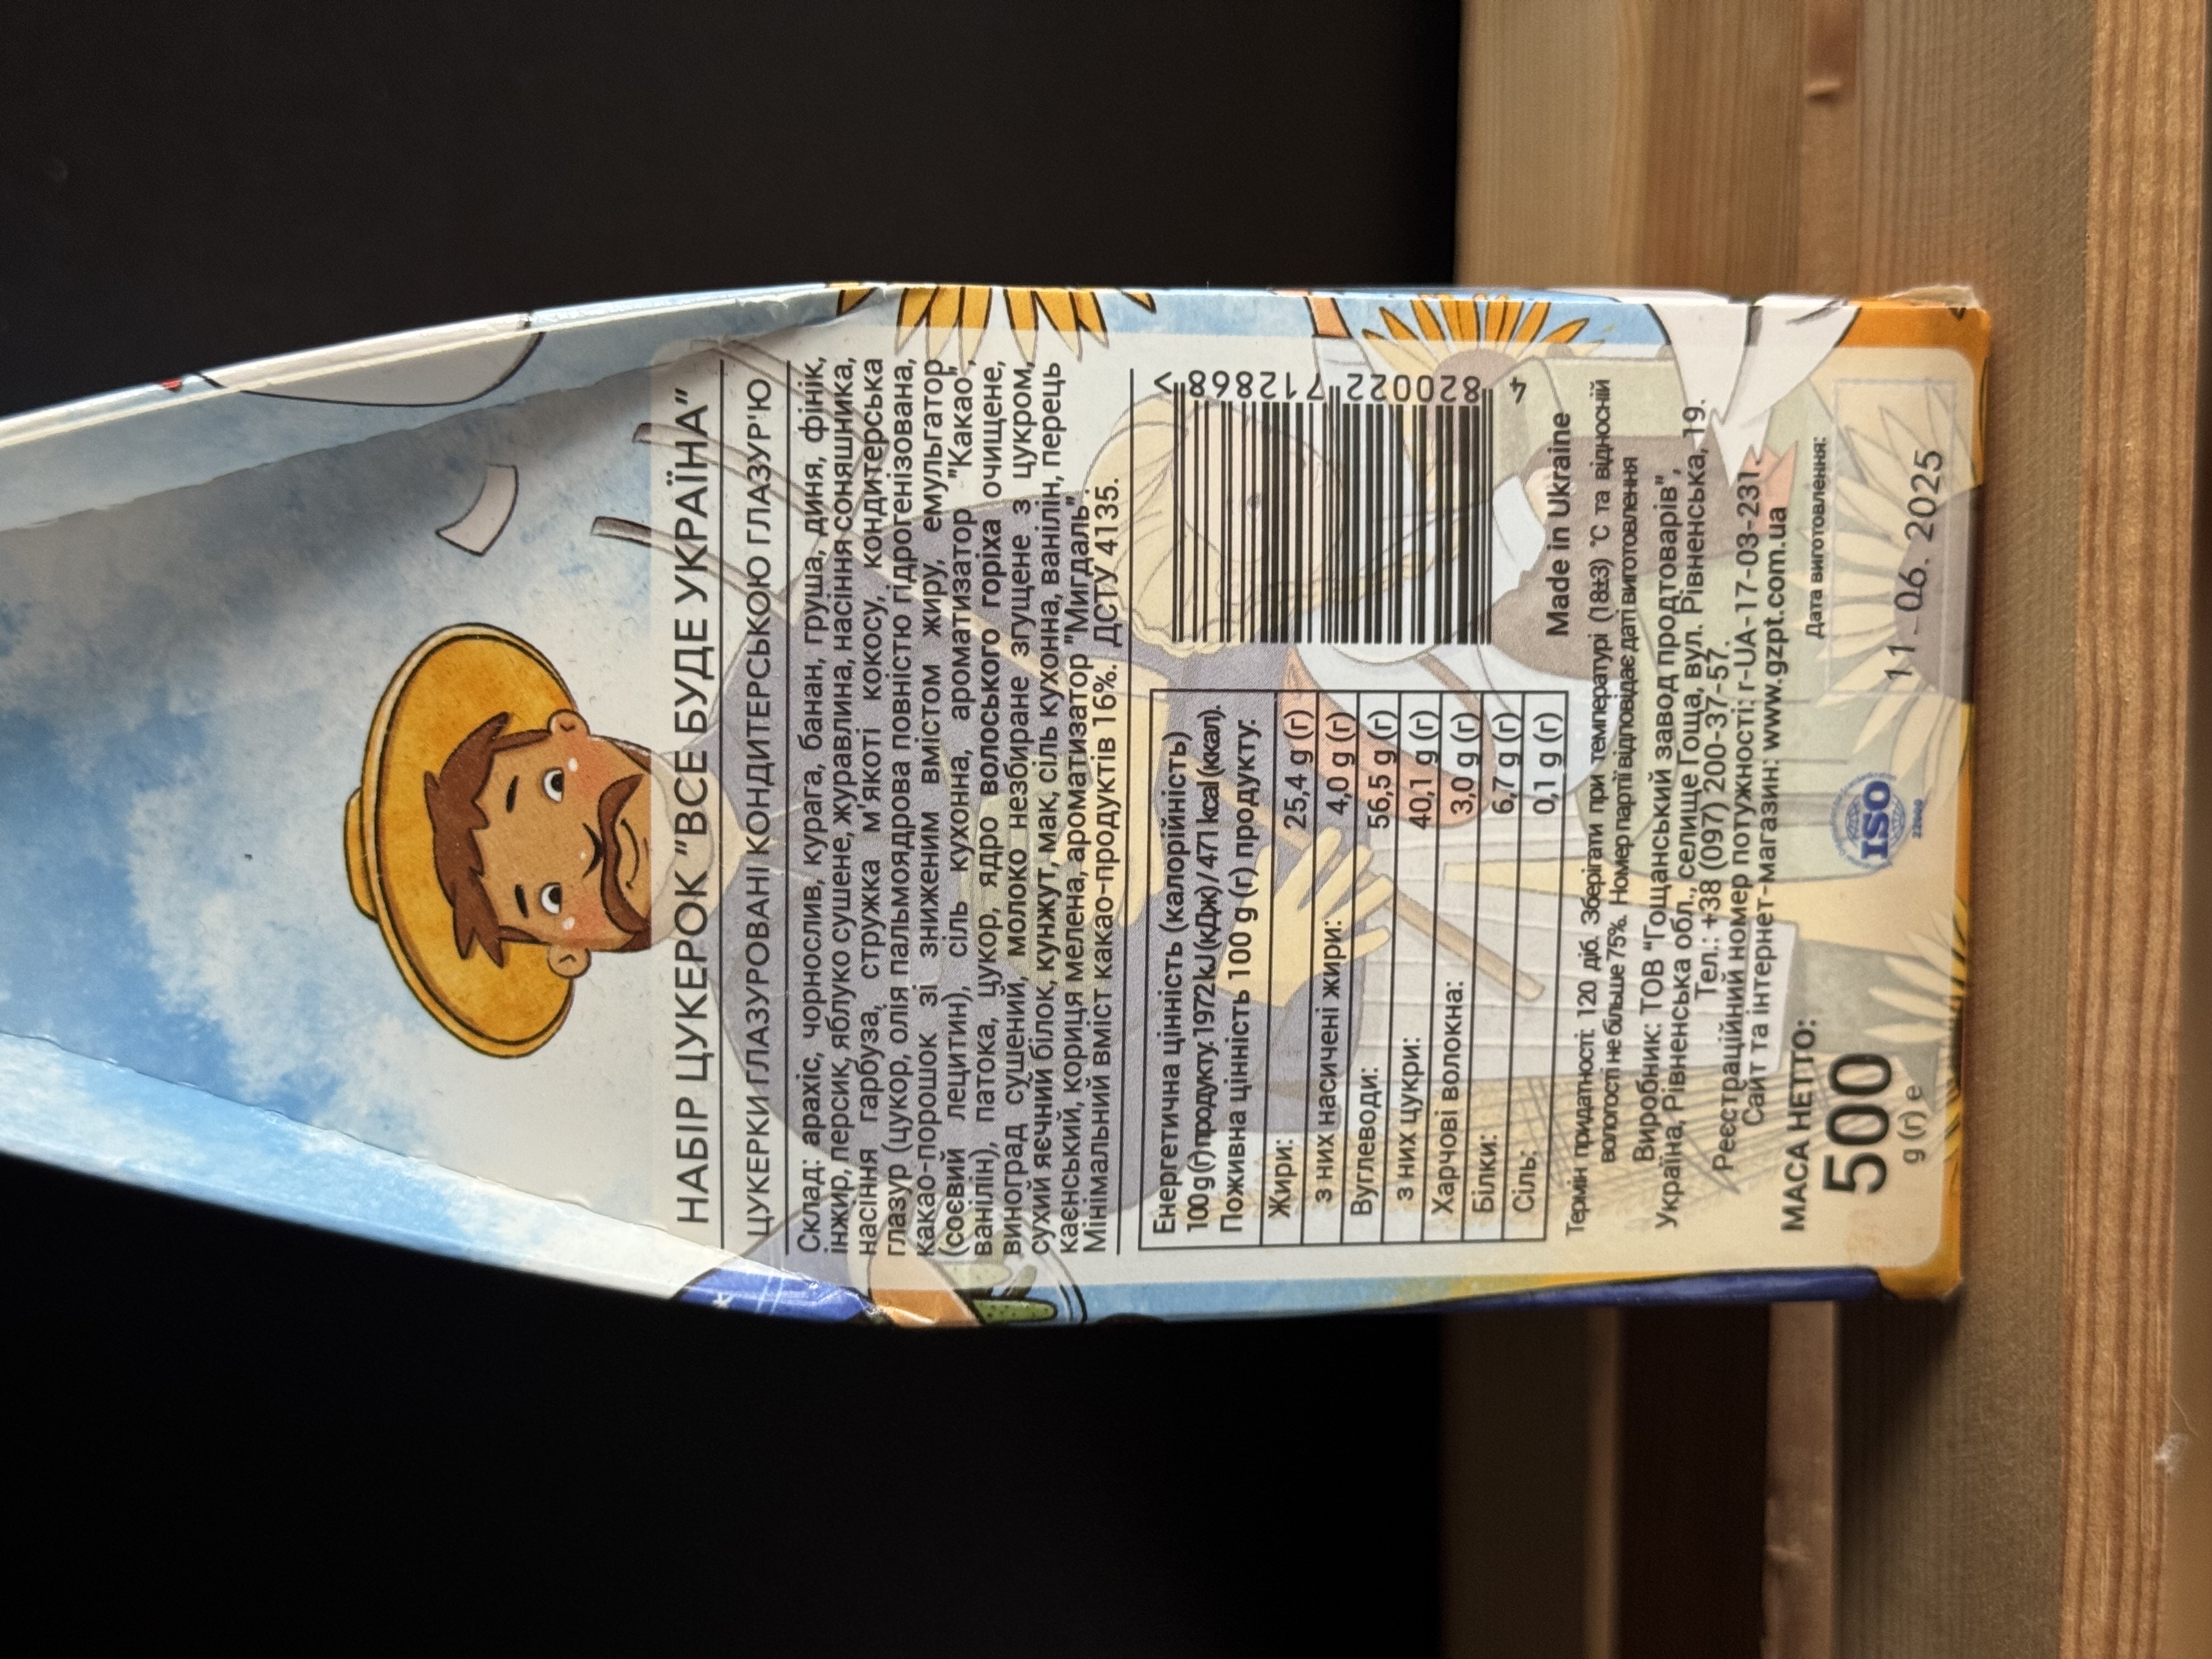 НАБІР ЦУКЕРОК "ВСЕ БУДЕ УКРАЇНА"
ЦУКЕРКИ ГЛАЗУРОВАНІ КОНДИТЕРСЬКОЮ ГЛАЗУР'Ю
Склад: арахіс, чорнослив, курага, банан, груша, диня, фінік,
інжир, персик, яблуко сушене, журавлина, насіння соняшника,
насіння гарбуза, стружка м'якоті кокосу, кондитерська
глазур (цукор, олія пальмоядрова повністю гідрогенізована,
какао-порошок зі зниженим вмістом жиру, емульгатор
(соєвий лецитин), сіль кухонна, ароматизатор "Какао",
ванілін), патока, цукор, ядро волоського горіха очищене,
виноград сушений, молоко незбиране згущене з цукром,
сухий яєчний білок, кунжут, мак, сіль кухонна, ванілін, перець
каєнський, кориця мелена, ароматизатор "Мигдаль".
Мінімальний вміст какао-продуктів 16%. ДСТУ 4135.
Енергетична цінність (калорійність)
100 g (г) продукту: 1972 kJ (кДж) / 471 kcal (ккал).
Поживна цінність 100 g (г) продукту:
Жири: 25,4 g (г)
з них насичені жири: 4,0 g (г)
Вуглеводи: 56,5 g (г)
з них цукри: 40,1 g (г)
Харчові волокна: 3,0 g (г)
Білки: 6,7 g (г)
Сіль: 0,1 g (г)
4 820022 712868 >
Made in Ukraine
Термін придатності: 120 діб. Зберігати при температурі (18±3) °С та відносній
вологості не більше 75%. Номер партії відповідає даті виготовлення
Виробник: ТОВ "Гощанський завод продтоварів",
Україна, Рівненська обл., селище Гоща, вул. Рівненська, 19.
Тел.: +38 (097) 200-37-57.
Реєстраційний номер потужності: r-UA-17-03-231.
Сайт та інтернет-магазин: www.gzpt.com.ua
МАСА НЕТТО:
500
g (г) e
ISO
22000
Дата виготовлення:
11 06. 2025